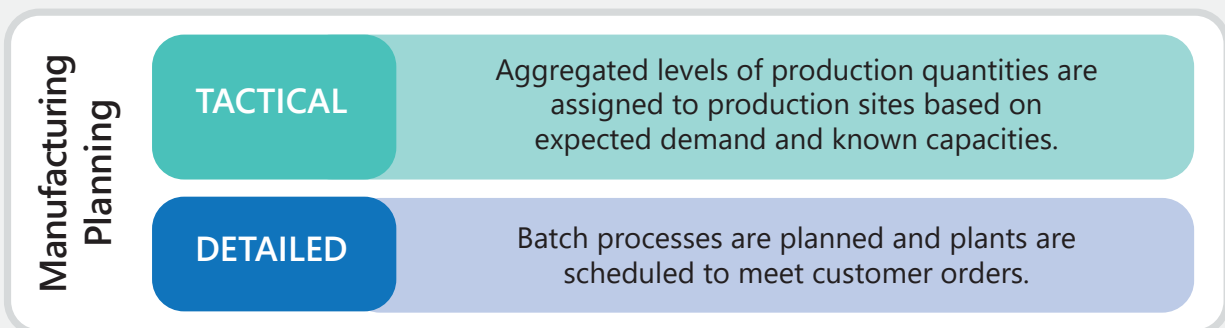 Manufacturing
Planning
TACTICAL
Aggregated levels of production quantities are
assigned to production sites based on
expected demand and known capacities.
DETAILED
Batch processes are planned and plants are
scheduled to meet customer orders.